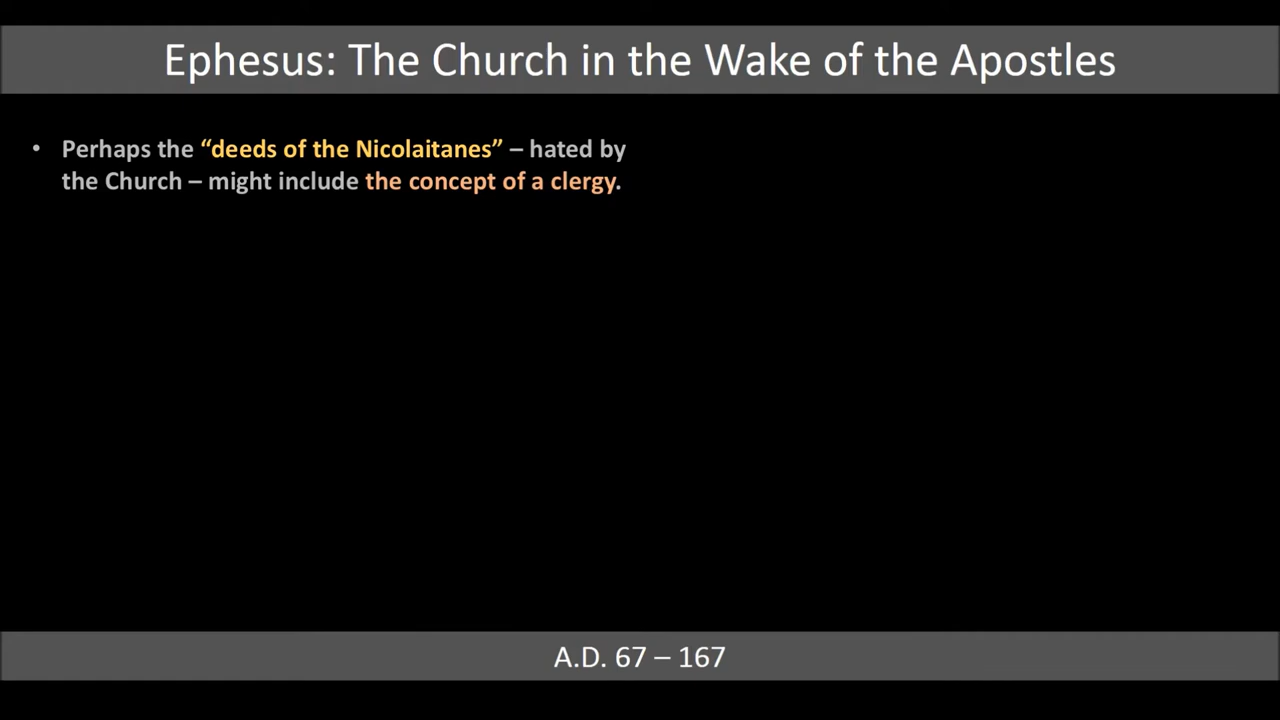 Ephesus: The Church in the Wake of the Apostles
• Perhaps the “deeds of the Nicolaitanes” – hated by
the Church – might include the concept of a clergy.
A.D. 67 – 167